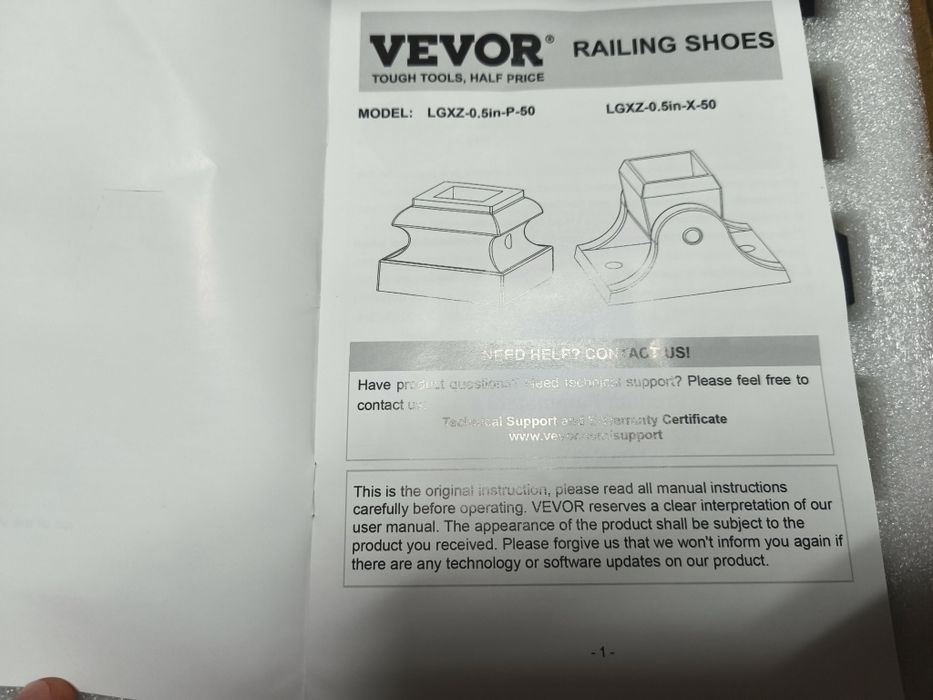 VEVOR® RAILING SHOES
TOUGH TOOLS, HALF PRICE
MODEL: LGXZ-0.5in-P-50 LGXZ-0.5in-X-50
NEED HELP? CONTACT US!
Have product questions? Need technical support? Please feel free to
contact us:
Technical Support and E-Warranty Certificate
www.vevor.com/support
This is the original instruction, please read all manual instructions
carefully before operating. VEVOR reserves a clear interpretation of our
user manual. The appearance of the product shall be subject to the
product you received. Please forgive us that we won't inform you again if
there are any technology or software updates on our product.
- 1 -